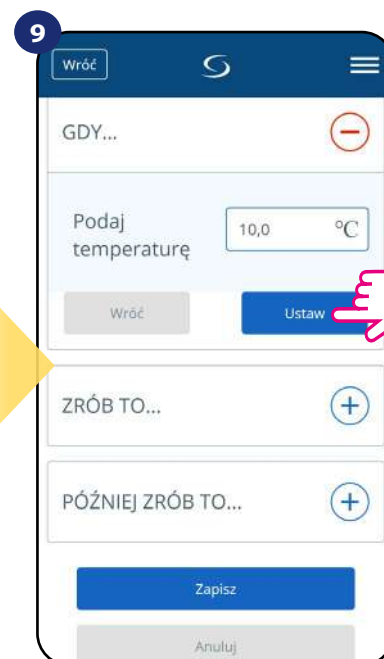 9
Wróć
GDY...
Podaj
temperaturę
10,0 °C
Wróć
Ustaw
ZRÓB TO...
PÓŹNIEJ ZRÓB TO...
Zapisz
Anuluj